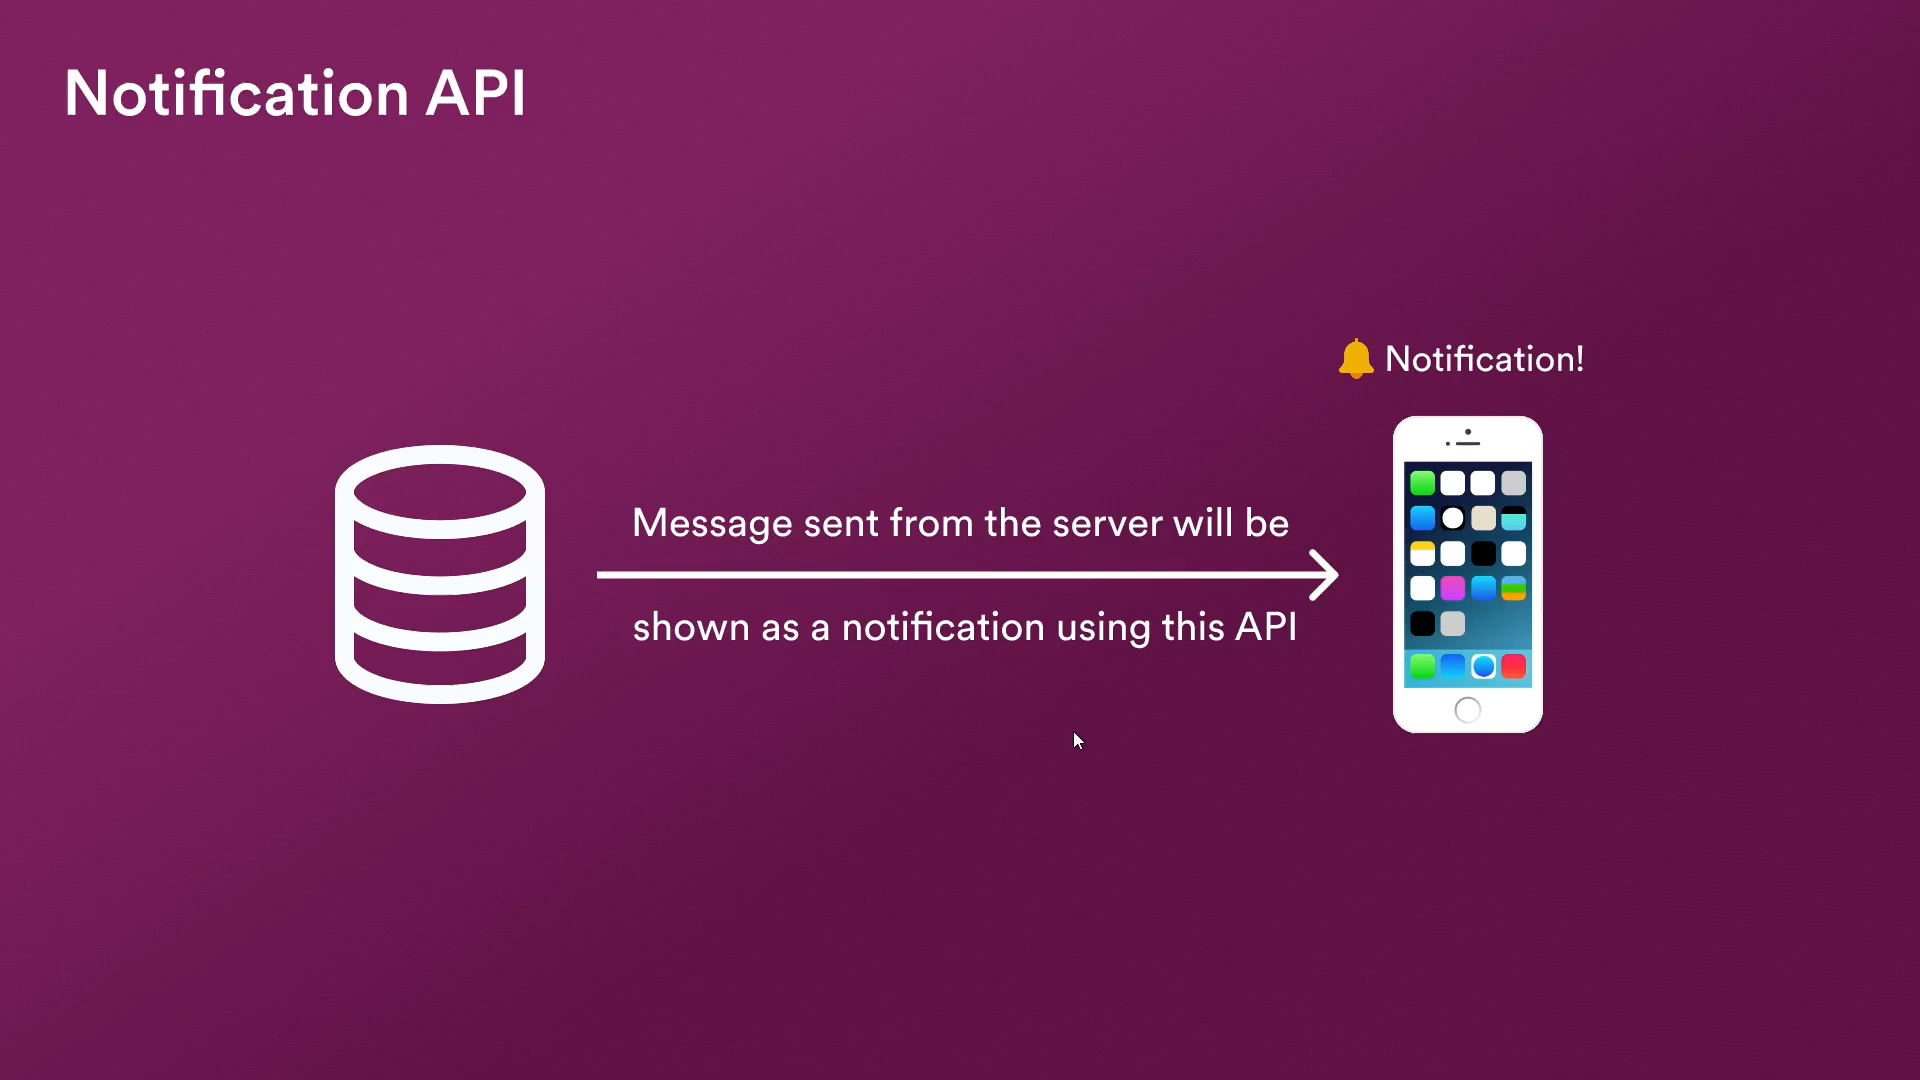 Notification API
Notification!
Message sent from the server will be
shown as a notification using this API